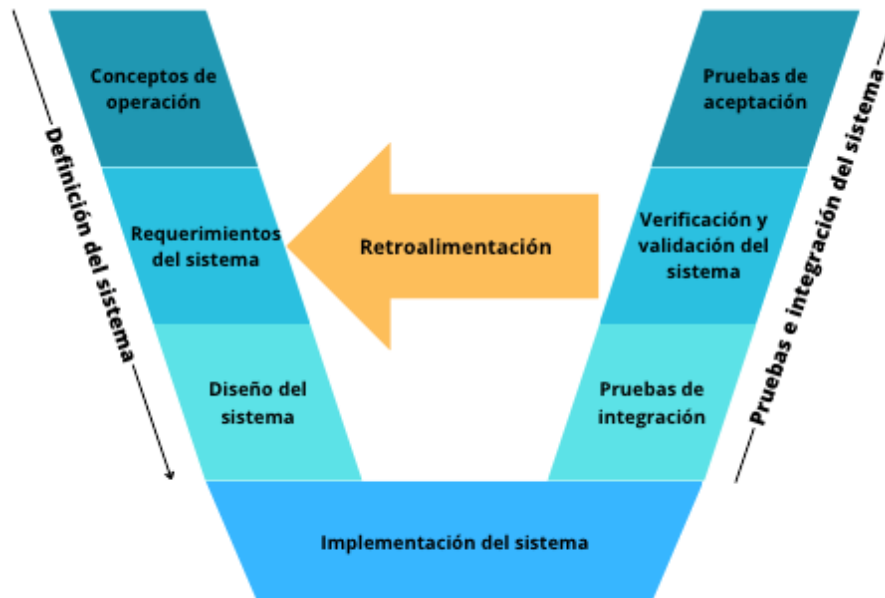 Conceptos de
operación
Requerimientos
del sistema
Diseño del
sistema
Definición del sistema
Retroalimentación
Pruebas de
aceptación
Verificación y
validación del
sistema
Pruebas de
integración
Pruebas e integración del sistema
Implementación del sistema